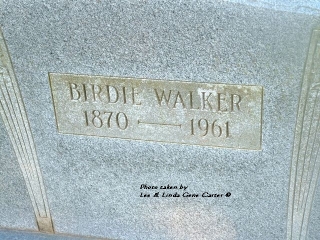 BIRDIE WALKER
1870 — 1961
Photo taken by
Lee & Linda Gene Carter ©